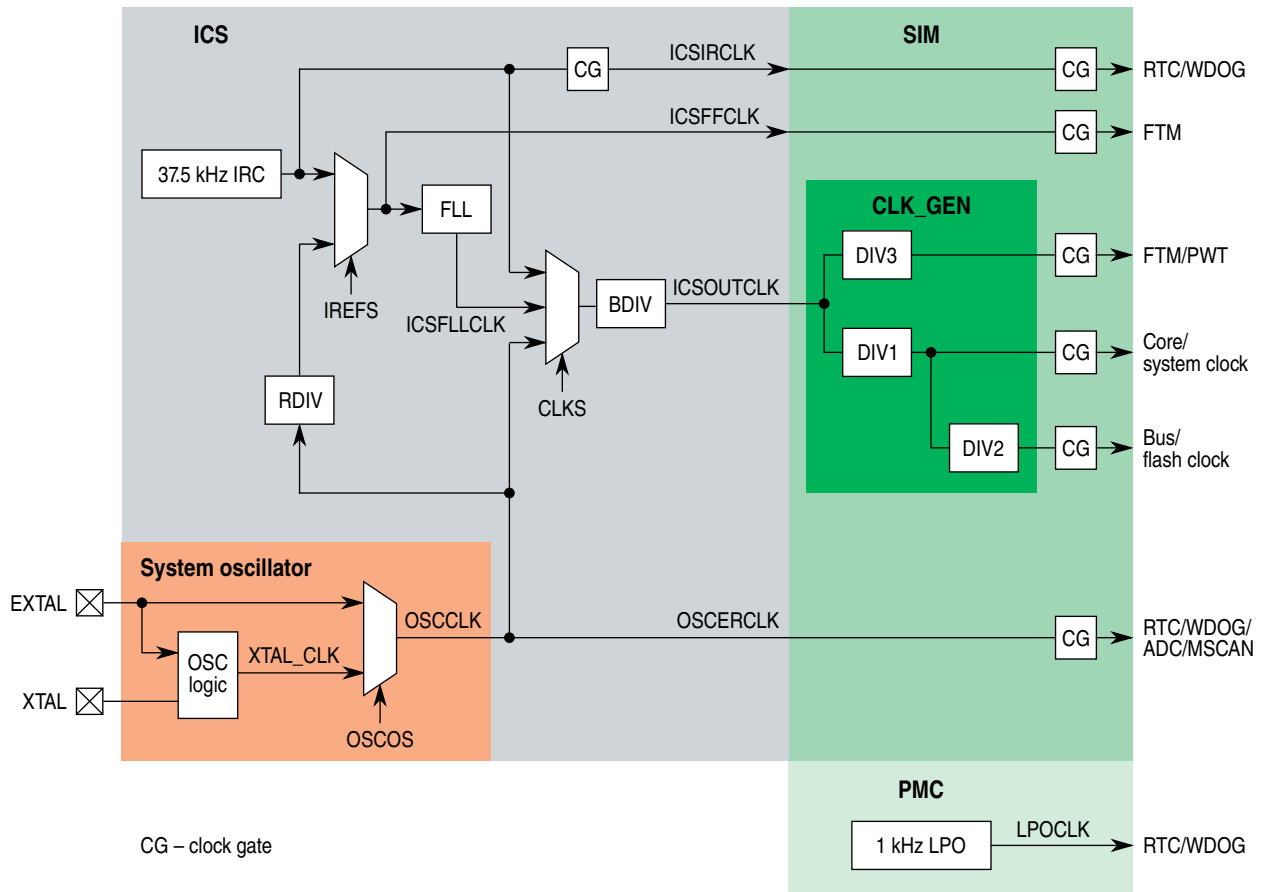 ICS
SIM
CG
ICSIRCLK
CG
RTC/WDOG
ICSFFCLK
CG
FTM
37.5 kHz IRC
FLL
CLK_GEN
DIV3
CG
FTM/PWT
IREFS
ICSFLLCLK
BDIV
ICSOUTCLK
DIV1
CG
Core/
system clock
RDIV
CLKS
DIV2
CG
Bus/
flash clock
System oscillator
EXTAL
OSC
logic
XTAL_CLK
OSCCLK
OSCERCLK
CG
RTC/WDOG/
ADC/MSCAN
XTAL
OSCOS
PMC
1 kHz LPO
LPOCLK
RTC/WDOG
CG – clock gate